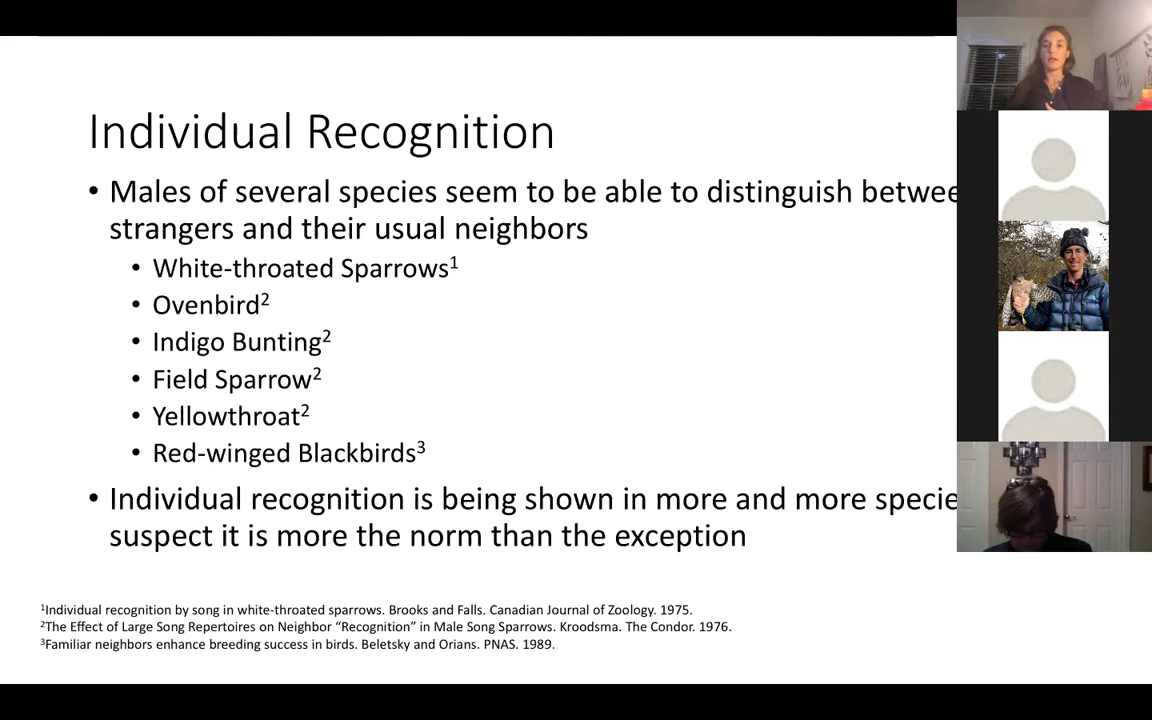 Individual Recognition
• Males of several species seem to be able to distinguish betwee
strangers and their usual neighbors
• White-throated Sparrows¹
• Ovenbird²
• Indigo Bunting²
• Field Sparrow²
• Yellowthroat²
• Red-winged Blackbirds³
• Individual recognition is being shown in more and more specie
suspect it is more the norm than the exception
¹Individual recognition by song in white-throated sparrows. Brooks and Falls. Canadian Journal of Zoology. 1975.
²The Effect of Large Song Repertoires on Neighbor “Recognition” in Male Song Sparrows. Kroodsma. The Condor. 1976.
³Familiar neighbors enhance breeding success in birds. Beletsky and Orians. PNAS. 1989.